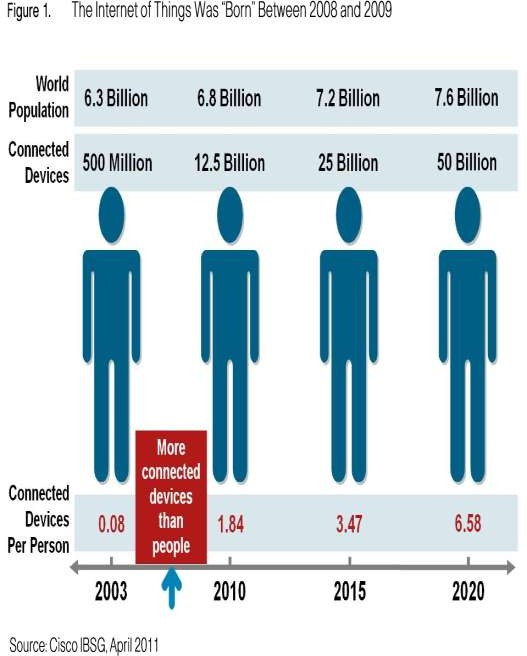 Figure 1. The Internet of Things Was “Born” Between 2008 and 2009
World
Population
6.3 Billion 6.8 Billion 7.2 Billion 7.6 Billion
Connected
Devices
500 Million 12.5 Billion 25 Billion 50 Billion
More
connected
devices
than
people
Connected
Devices
Per Person
0.08 1.84 3.47 6.58
2003 2010 2015 2020
Source: Cisco IBSG, April 2011